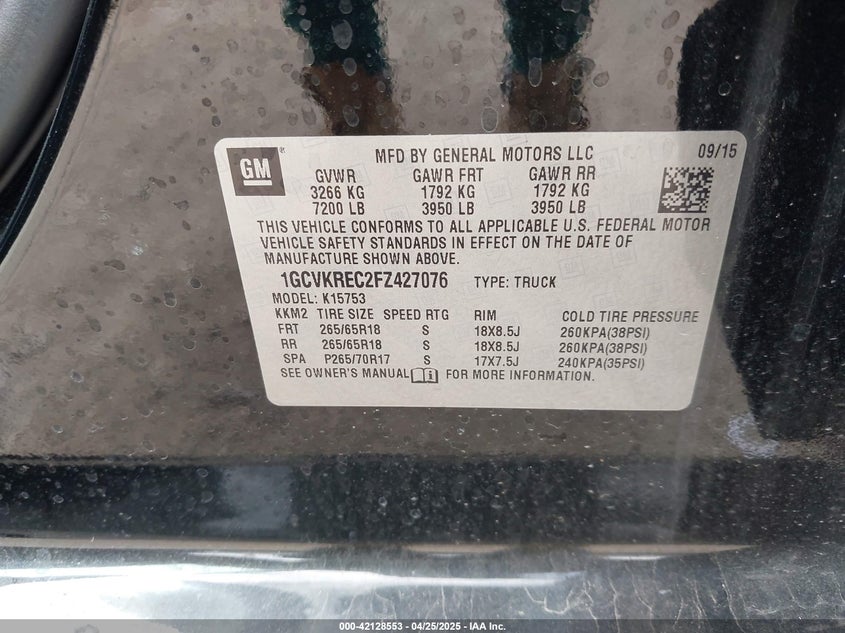 GM
MFD BY GENERAL MOTORS LLC 09/15
GVWR GAWR FRT GAWR RR
3266 KG 1792 KG 1792 KG
7200 LB 3950 LB 3950 LB
THIS VEHICLE CONFORMS TO ALL APPLICABLE U.S. FEDERAL MOTOR
VEHICLE SAFETY STANDARDS IN EFFECT ON THE DATE OF
MANUFACTURE SHOWN ABOVE.
1GCVKREC2FZ427076 TYPE: TRUCK
MODEL: K15753
KKM2 TIRE SIZE SPEED RTG RIM COLD TIRE PRESSURE
FRT 265/65R18 S 18X8.5J 260KPA(38PSI)
RR 265/65R18 S 18X8.5J 260KPA(38PSI)
SPA P265/70R17 S 17X7.5J 240KPA(35PSI)
SEE OWNER'S MANUAL FOR MORE INFORMATION.
000-42128553 - 04/25/2025 - IAA Inc.